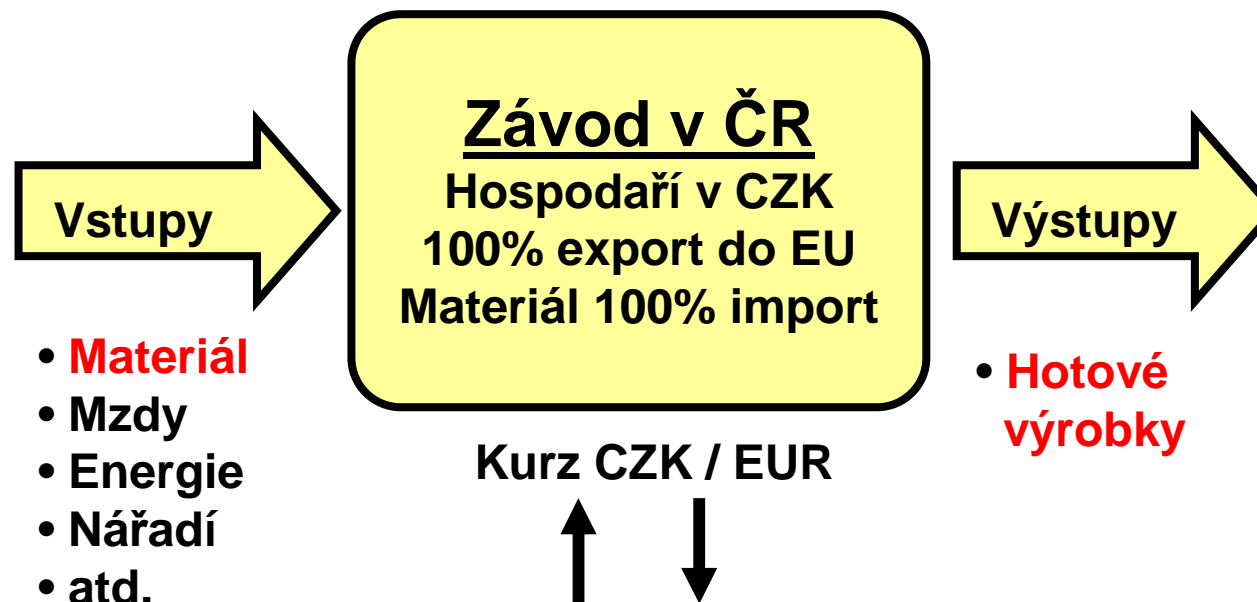 Závod v ČR
Hospodaří v CZK
100% export do EU
Materiál 100% import
Vstupy
Výstupy
• Materiál
• Mzdy
• Energie
• Nářadí
• atd.
Kurz CZK / EUR
• Hotové
výrobky